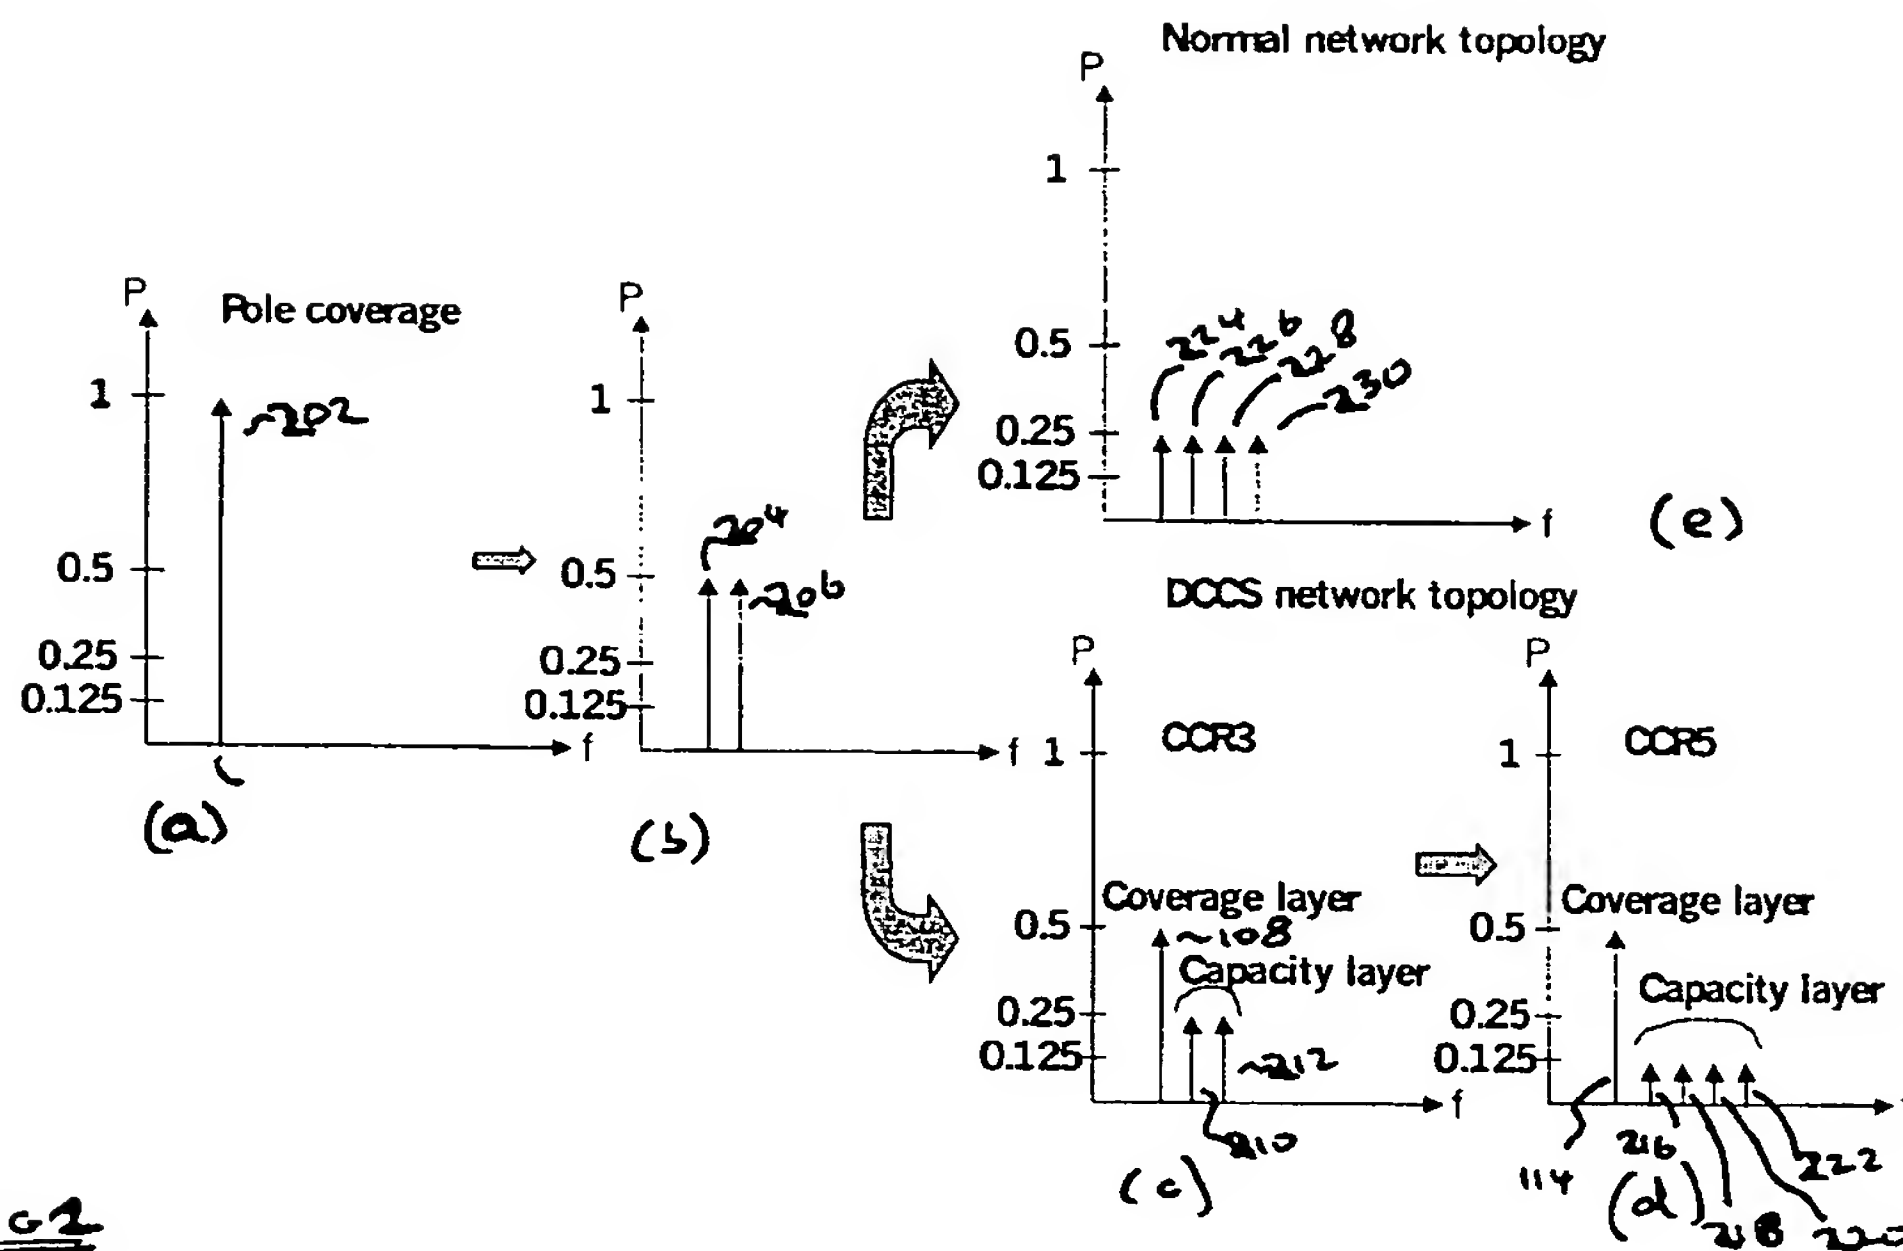 Normal network topology
P
1
0.5
0.25
0.125
224
226
228
230
f
(e)
P
Pole coverage
1
~202
0.5
0.25
0.125
f
(a)
P
1
204
0.5
~206
0.25
0.125
f
(b)
DCCS network topology
P
CCR3
1
Coverage layer
0.5
~108
Capacity layer
0.25
0.125
~212
f
210
(c)
P
CCR5
1
Coverage layer
0.5
Capacity layer
0.25
0.125
114
216
218
222
(d)
G2